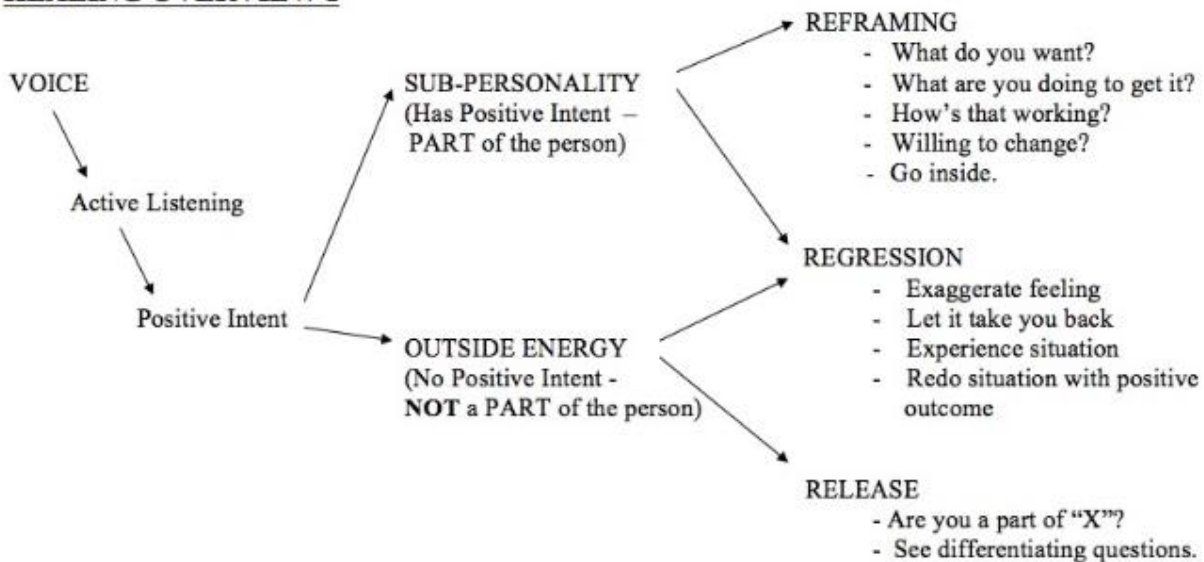 REFRAMING
- What do you want?
- What are you doing to get it?
- How's that working?
- Willing to change?
- Go inside.
VOICE
Active Listening
Positive Intent
SUB-PERSONALITY
(Has Positive Intent –
PART of the person)
OUTSIDE ENERGY
(No Positive Intent -
NOT a PART of the person)
REGRESSION
- Exaggerate feeling
- Let it take you back
- Experience situation
- Redo situation with positive
outcome
RELEASE
- Are you a part of “X”?
- See differentiating questions.